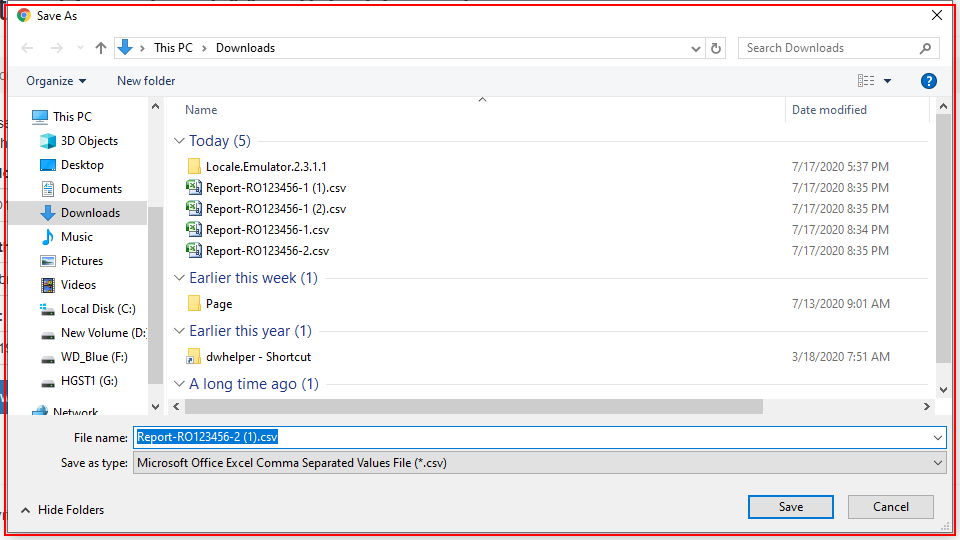 Save As
This PC > Downloads
Search Downloads
Organize
New folder
?
This PC
3D Objects
Desktop
Documents
Downloads
Music
Pictures
Videos
Local Disk (C:)
New Volume (D:)
WD_Blue (F:)
HGST1 (G:)
Network
Name Date modified
Today (5)
Locale.Emulator.2.3.1.1 7/17/2020 5:37 PM
Report-RO123456-1 (1).csv 7/17/2020 8:35 PM
Report-RO123456-1 (2).csv 7/17/2020 8:35 PM
Report-RO123456-1.csv 7/17/2020 8:34 PM
Report-RO123456-2.csv 7/17/2020 8:35 PM
Earlier this week (1)
Page 7/13/2020 9:01 AM
Earlier this year (1)
dwhelper - Shortcut 3/18/2020 7:51 AM
A long time ago (1)
File name: Report-RO123456-2 (1).csv
Save as type: Microsoft Office Excel Comma Separated Values File (*.csv)
Hide Folders
Save
Cancel